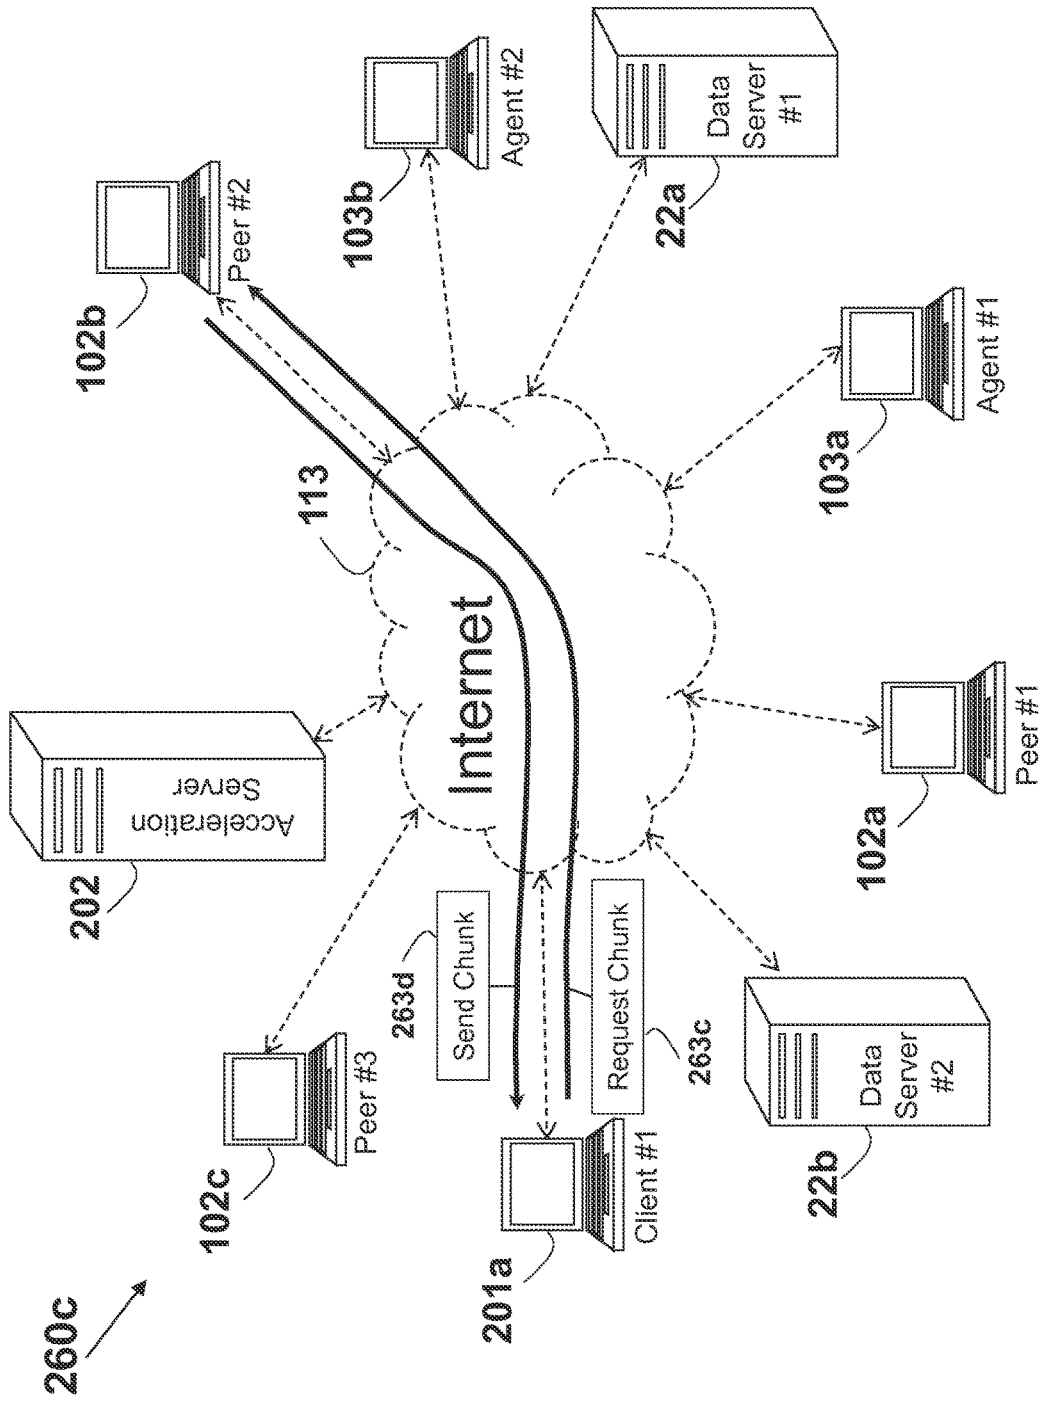 260c
102c
Peer #3
202
Acceleration
Server
113
102b
Peer #2
103b
Agent #2
201a
Client #1
263d
Send Chunk
Internet
Request Chunk
263c
22a
Data
Server
#1
22b
Data
Server
#2
102a
Peer #1
103a
Agent #1